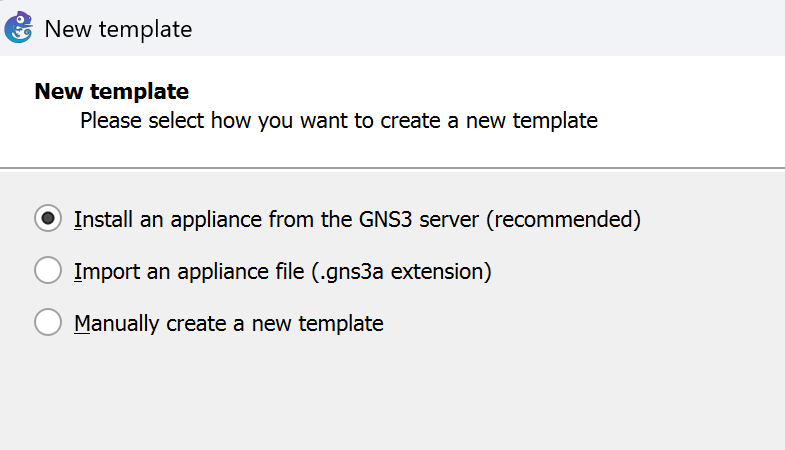 New template
New template
Please select how you want to create a new template
Install an appliance from the GNS3 server (recommended)
Import an appliance file (.gns3a extension)
Manually create a new template